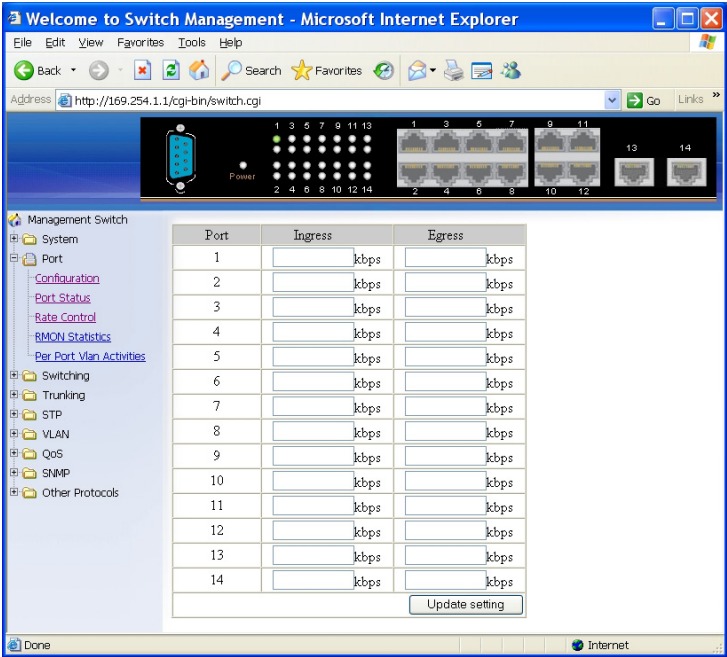 Welcome to Switch Management - Microsoft Internet Explorer
File Edit View Favorites Tools Help
Back Search Favorites
Address http://169.254.1.1/cgi-bin/switch.cgi Go Links »
1 3 5 7 9 11 13
Power
2 4 6 8 10 12 14
1 3 5 7 9 11
2 4 6 8 10 12
13 14
Management Switch
System
Port
Configuration
Port Status
Rate Control
RMON Statistics
Per Port Vlan Activities
Switching
Trunking
STP
VLAN
QoS
SNMP
Other Protocols
Port Ingress Egress
1 kbps kbps
2 kbps kbps
3 kbps kbps
4 kbps kbps
5 kbps kbps
6 kbps kbps
7 kbps kbps
8 kbps kbps
9 kbps kbps
10 kbps kbps
11 kbps kbps
12 kbps kbps
13 kbps kbps
14 kbps kbps
Update setting
Done Internet